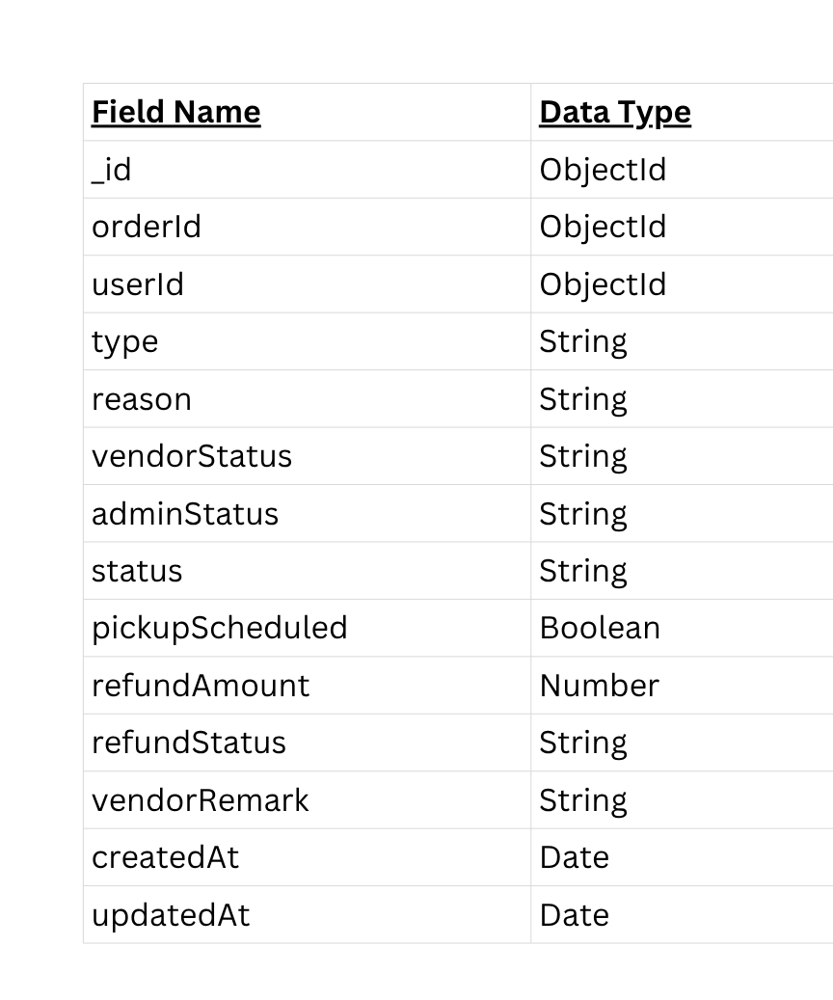 Field Name Data Type
_id ObjectId
orderId ObjectId
userId ObjectId
type String
reason String
vendorStatus String
adminStatus String
status String
pickupScheduled Boolean
refundAmount Number
refundStatus String
vendorRemark String
createdAt Date
updatedAt Date